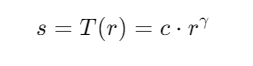 s = T(r) = c · r^γ